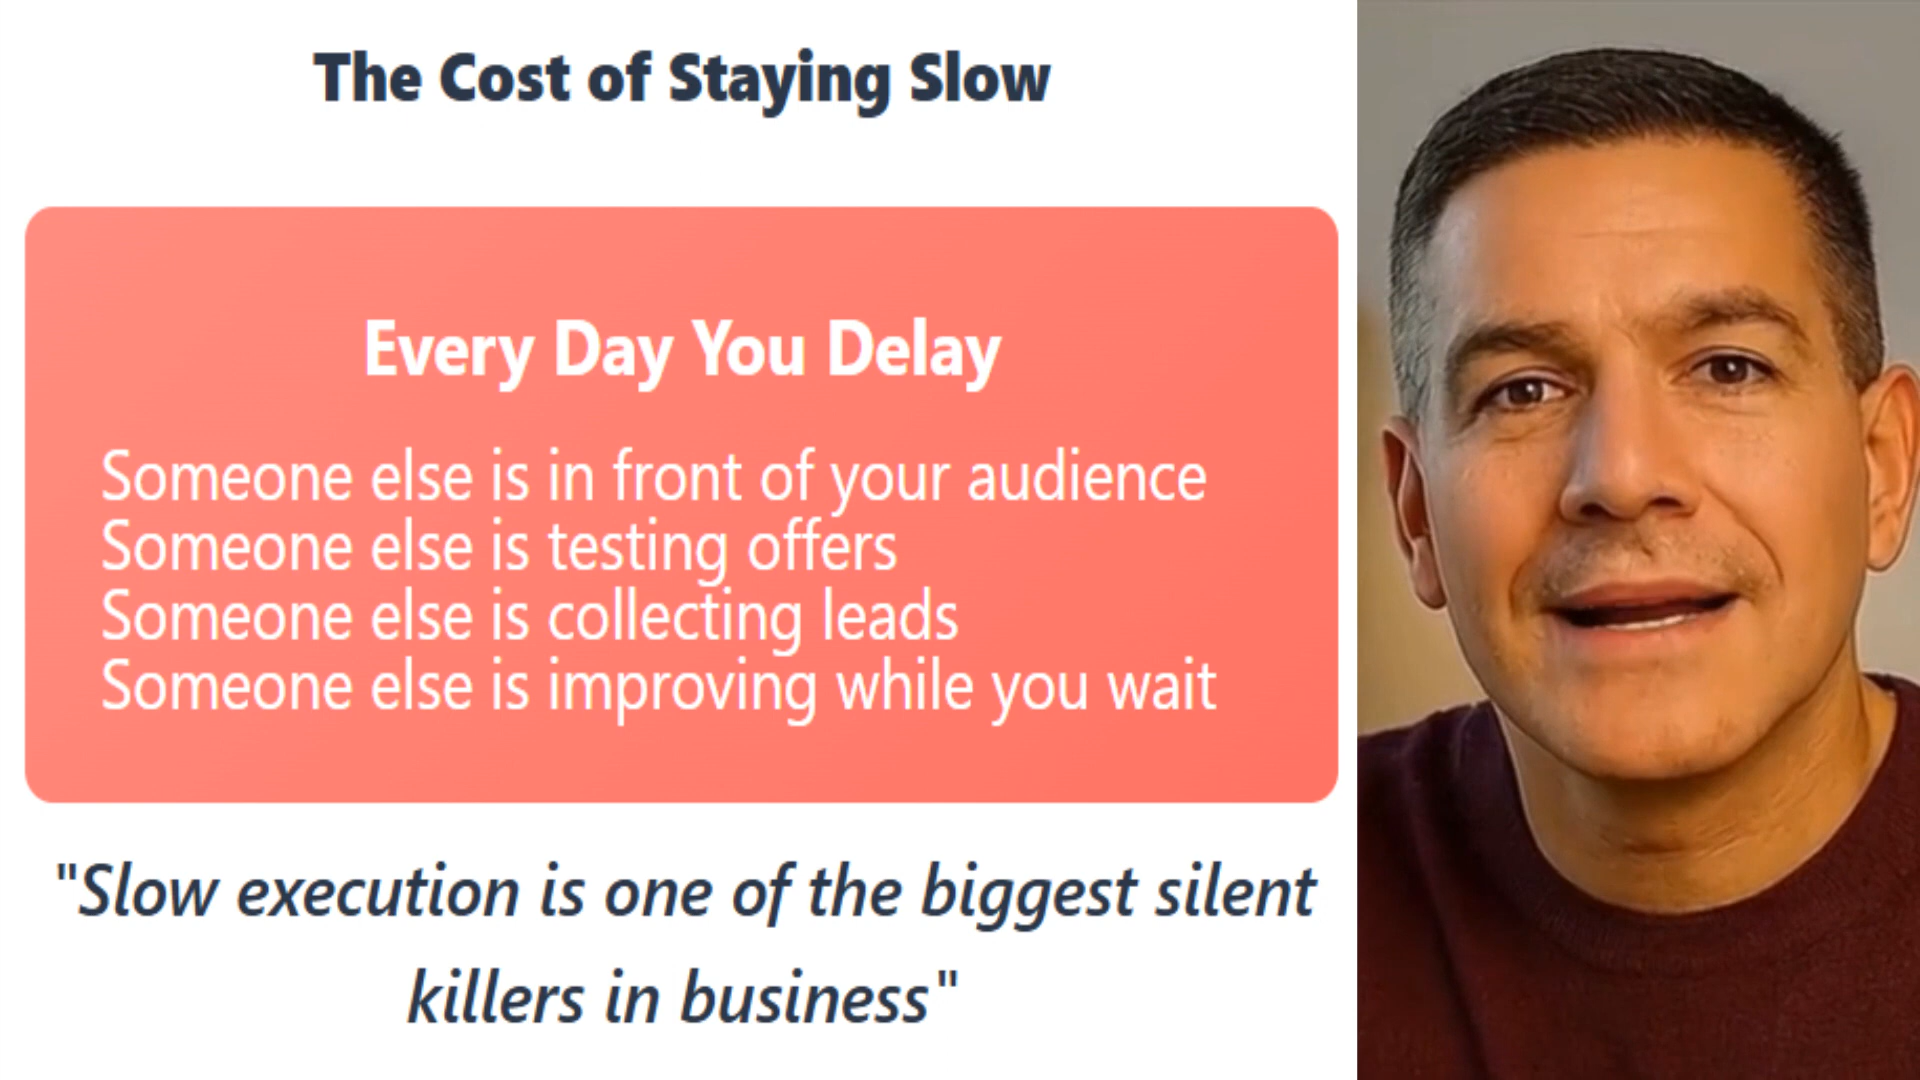 The Cost of Staying Slow
Every Day You Delay
Someone else is in front of your audience
Someone else is testing offers
Someone else is collecting leads
Someone else is improving while you wait
"Slow execution is one of the biggest silent
killers in business"